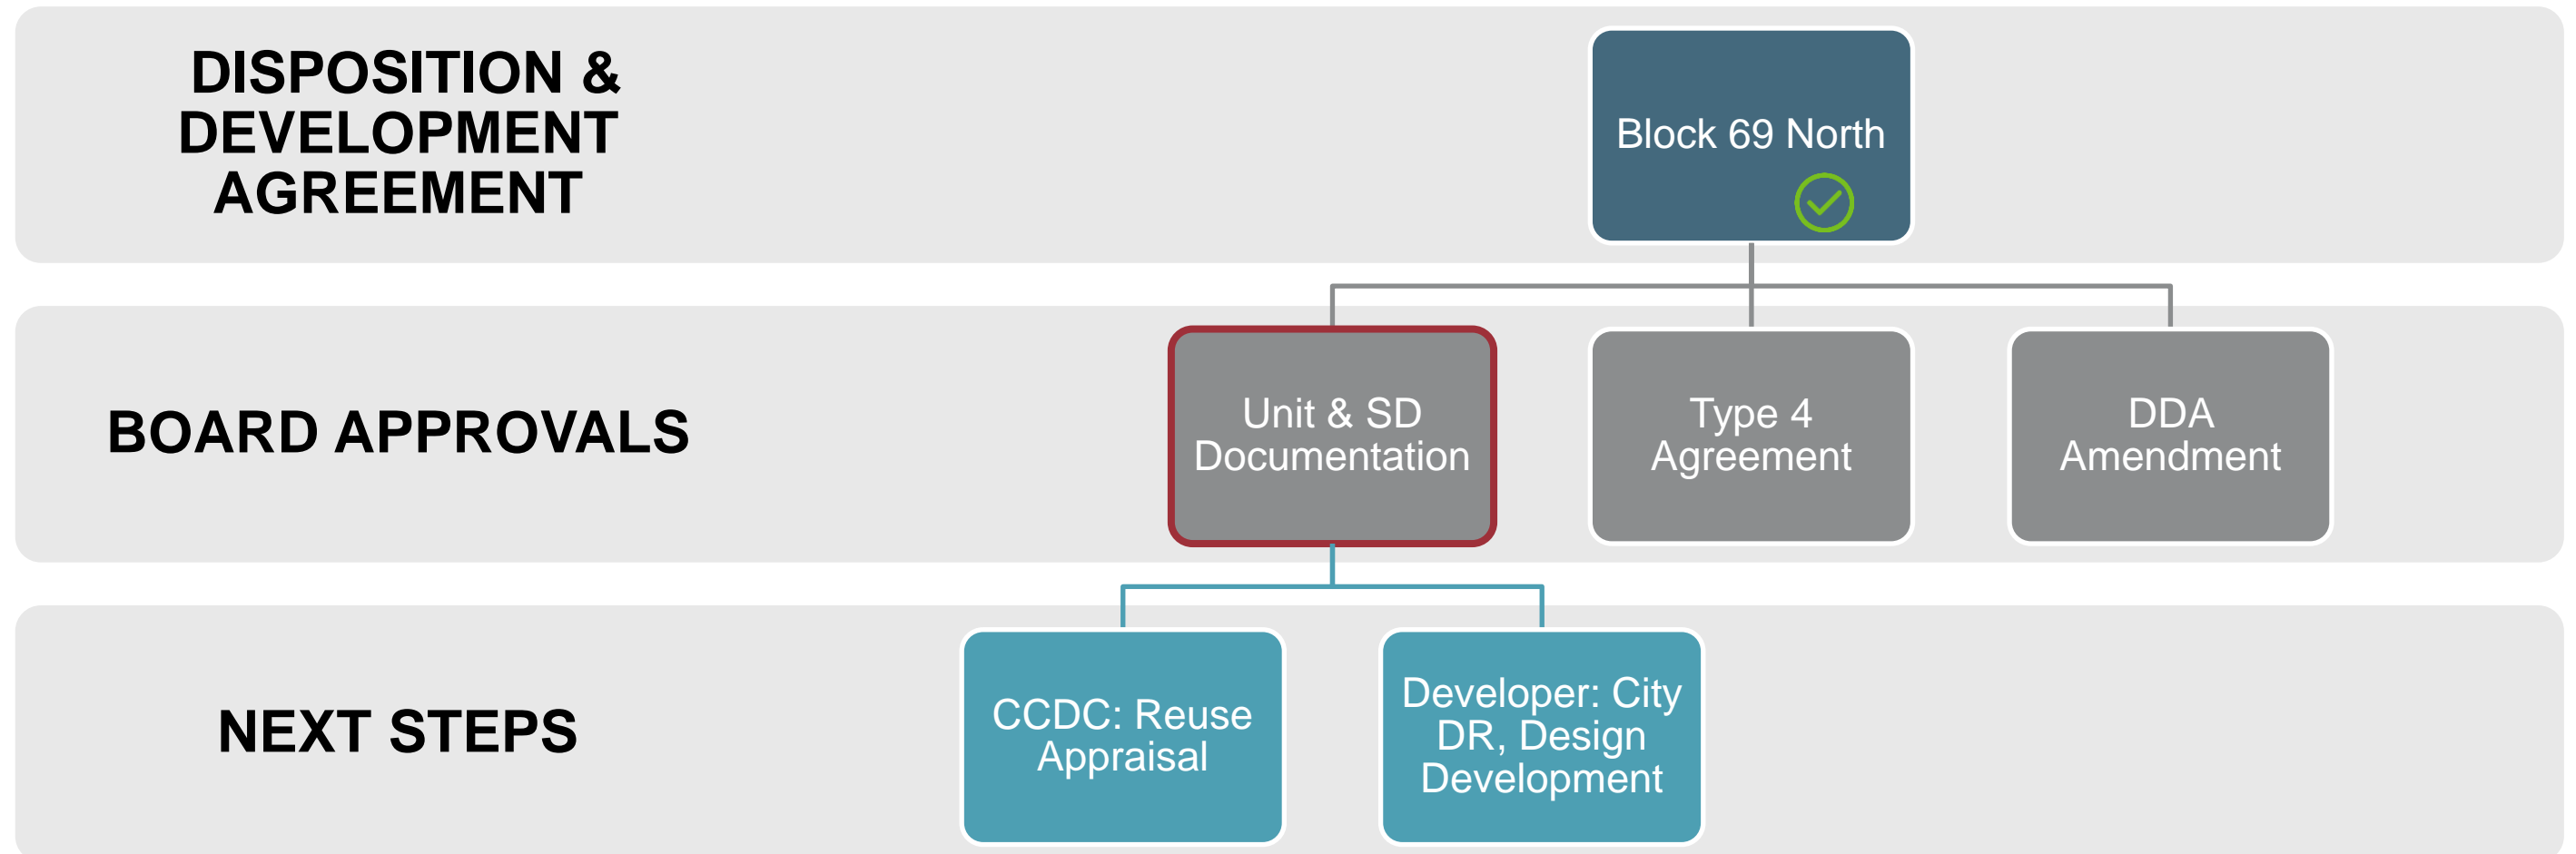 DISPOSITION &
DEVELOPMENT
AGREEMENT
Block 69 North
BOARD APPROVALS
Unit & SD
Documentation
Type 4
Agreement
DDA
Amendment
NEXT STEPS
CCDC: Reuse
Appraisal
Developer: City
DR, Design
Development